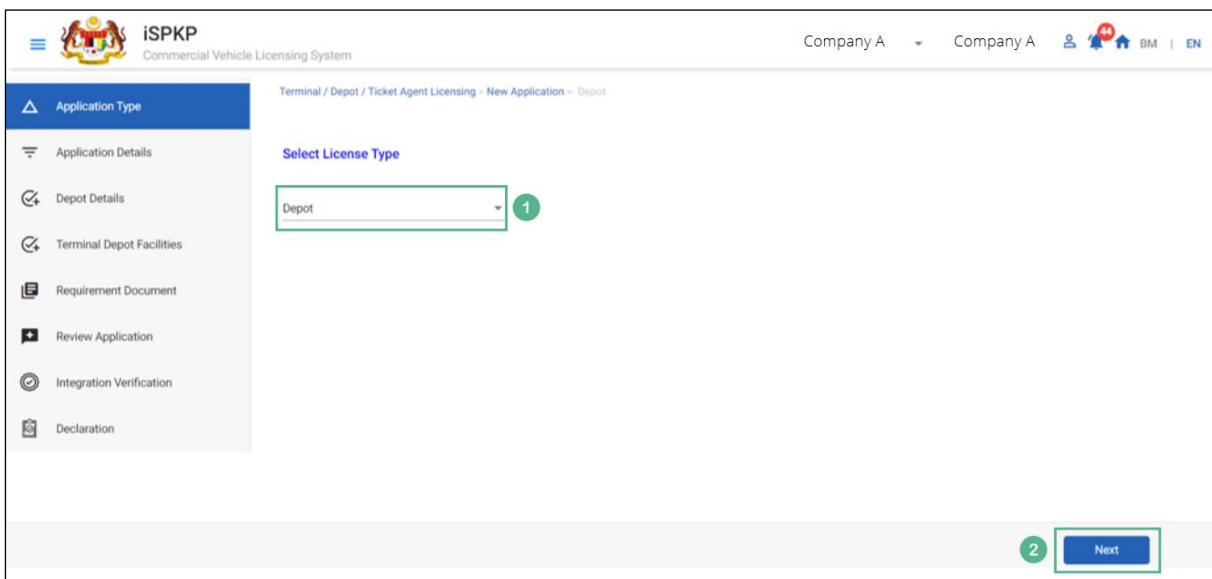 iSPKP
Commercial Vehicle Licensing System
Company A
Company A
44
BM | EN
Application Type
Application Details
Depot Details
Terminal Depot Facilities
Requirement Document
Review Application
Integration Verification
Declaration
Terminal / Depot / Ticket Agent Licensing > New Application > Depot
Select License Type
Depot
1
2
Next